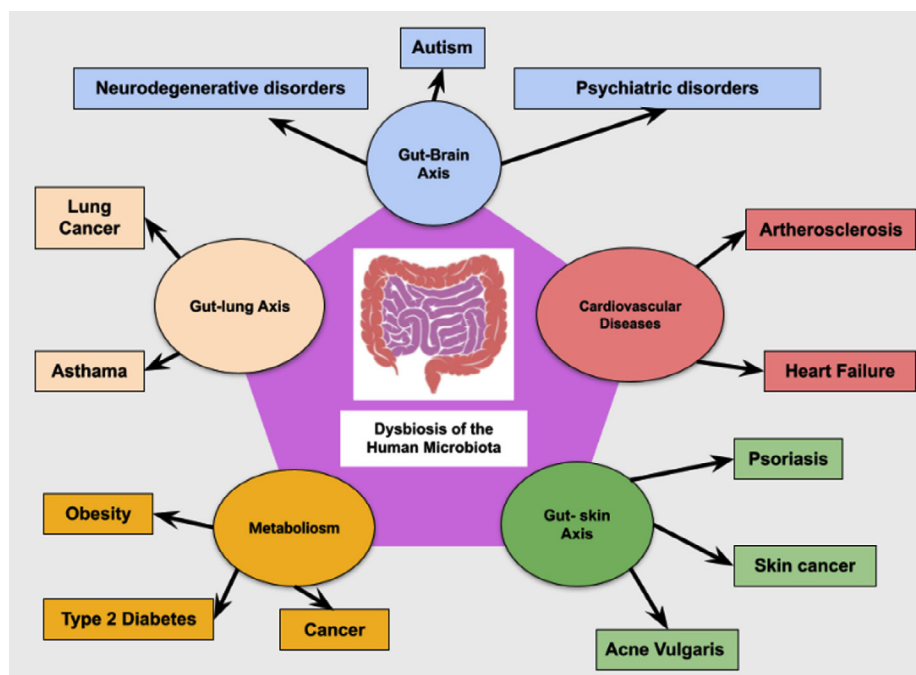 Autism
Neurodegenerative disorders
Psychiatric disorders
Gut-Brain
Axis
Lung
Cancer
Artherosclerosis
Gut-lung Axis
Cardiovascular
Diseases
Asthama
Heart Failure
Dysbiosis of the
Human Microbiota
Psoriasis
Obesity
Metaboliosm
Gut- skin
Axis
Skin cancer
Type 2 Diabetes
Cancer
Acne Vulgaris